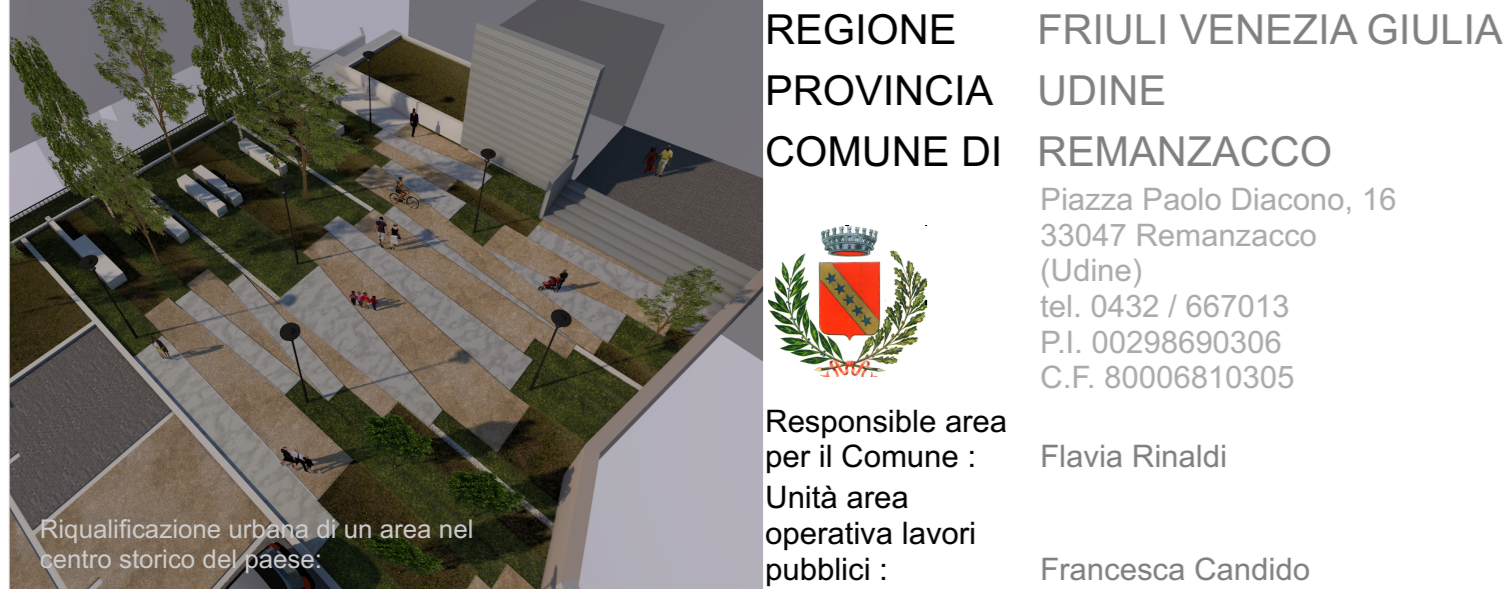 REGIONE FRIULI VENEZIA GIULIA
PROVINCIA UDINE
COMUNE DI REMANZACCO
Piazza Paolo Diacono, 16
33047 Remanzacco
(Udine)
tel. 0432 / 667013
P.I. 00298690306
C.F. 80006810305
Responsible area
per il Comune : Flavia Rinaldi
Unità area
operativa lavori
pubblici : Francesca Candido
Riqualificazione urbana di un area nel
centro storico del paese: